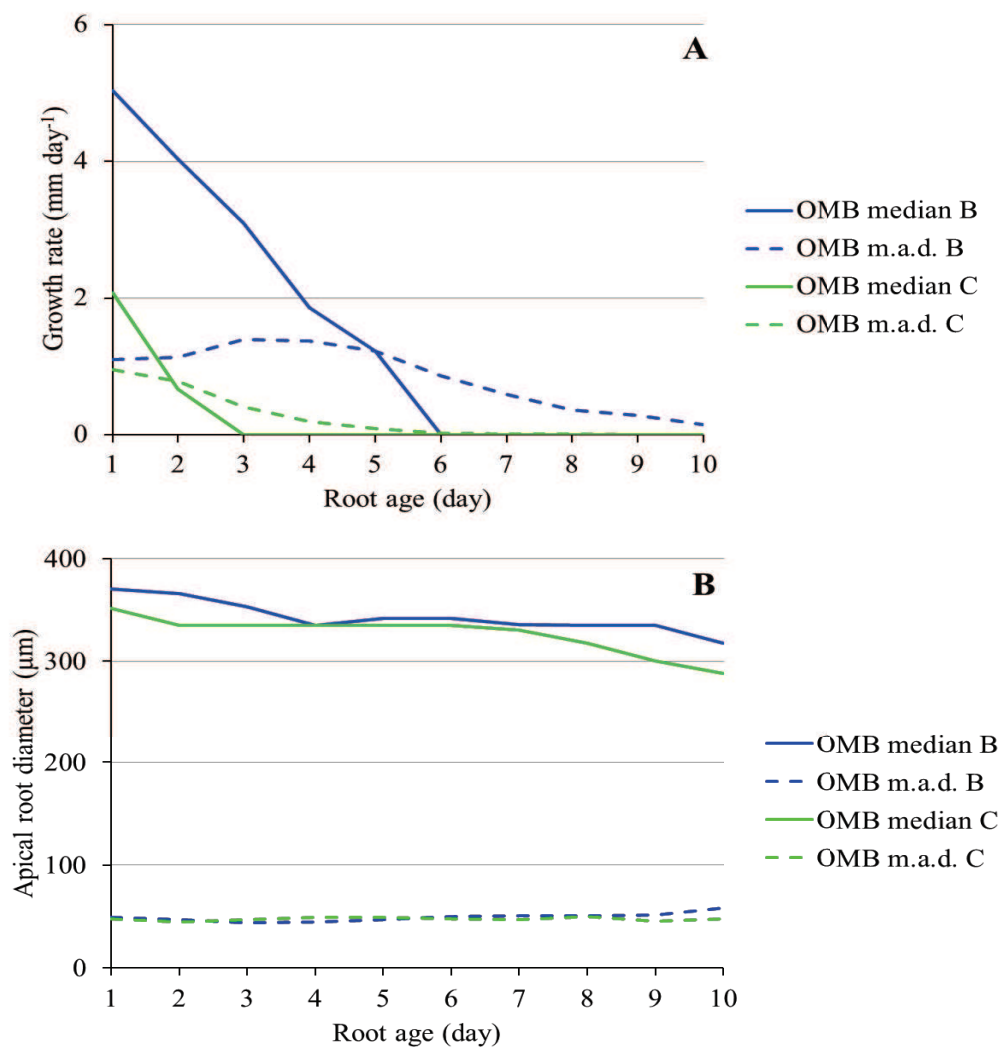 A
Growth rate (mm day-1)
6
4
2
0
1 2 3 4 5 6 7 8 9 10
Root age (day)
OMB median B
OMB m.a.d. B
OMB median C
OMB m.a.d. C
B
Apical root diameter (μm)
400
300
200
100
0
1 2 3 4 5 6 7 8 9 10
Root age (day)
OMB median B
OMB m.a.d. B
OMB median C
OMB m.a.d. C